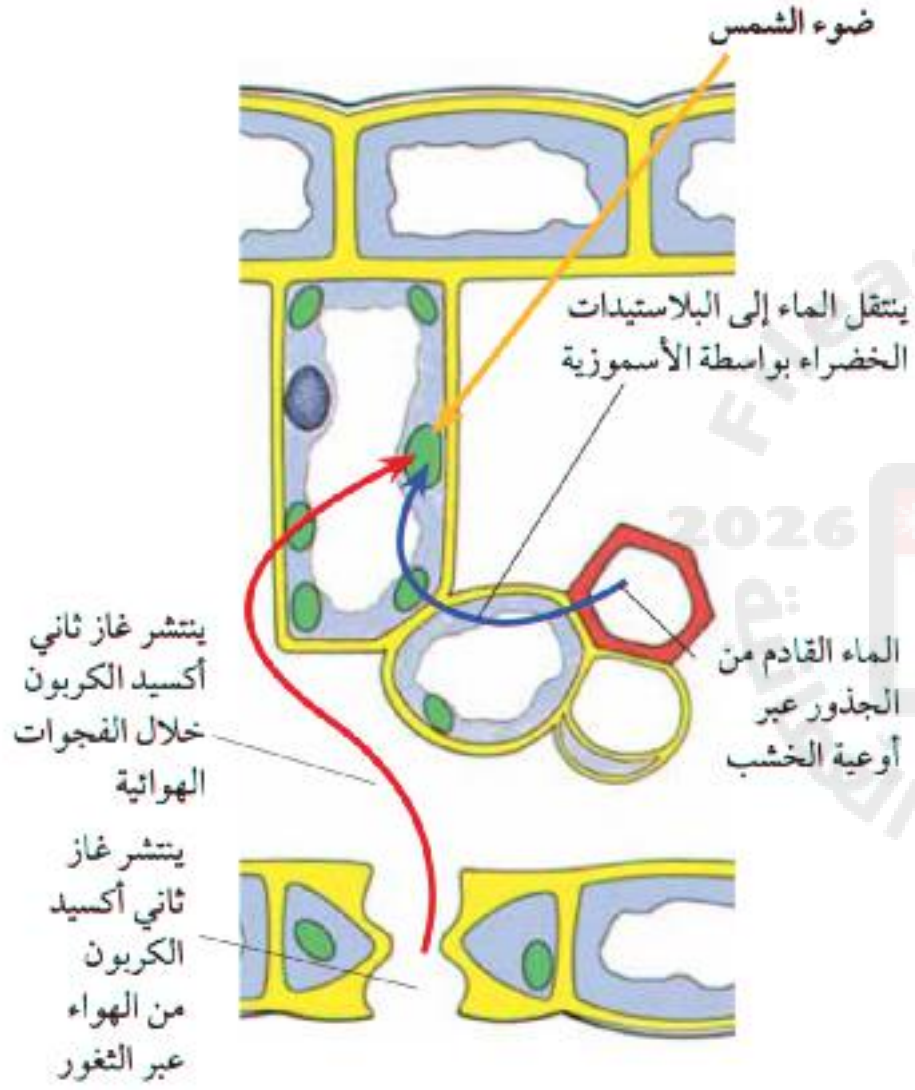 ضوء الشمس
ينتقل الماء إلى البلاستيدات
الخضراء بواسطة الأسموزية
الماء القادم من
الجذور عبر
أوعية الخشب
ينتشر غاز ثاني
أكسيد الكربون
خلال الفجوات
الهوائية
ينتشر غاز
ثاني أكسيد
الكربون
من الهواء
عبر الثغور
2026